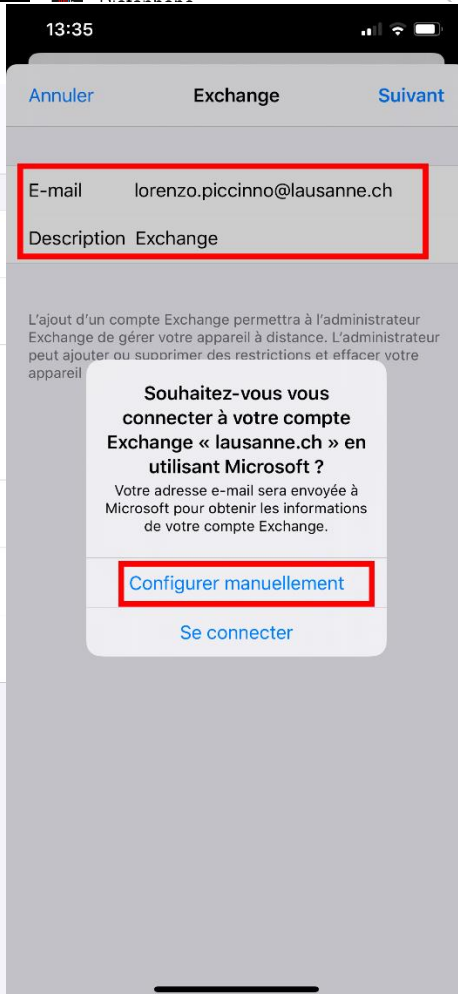 13:35
Annuler Exchange Suivant
E-mail lorenzo.piccinno@lausanne.ch
Description Exchange
L'ajout d'un compte Exchange permettra à l'administrateur
Exchange de gérer votre appareil à distance. L'administrateur
peut ajouter ou supprimer des restrictions et effacer votre
appareil
Souhaitez-vous vous
connecter à votre compte
Exchange « lausanne.ch » en
utilisant Microsoft ?
Votre adresse e-mail sera envoyée à
Microsoft pour obtenir les informations
de votre compte Exchange.
Configurer manuellement
Se connecter